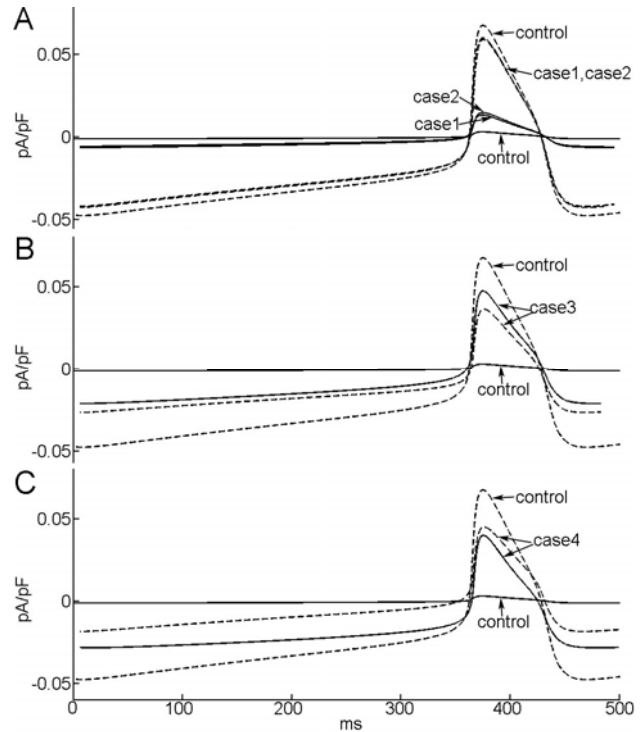 A
control
0.05
case1,case2
case2
case1
0
control
pA/pF
-0.05
B
control
0.05
case3
0
control
pA/pF
-0.05
C
control
0.05
case4
0
control
pA/pF
-0.05
0 100 200 300 400 500
ms